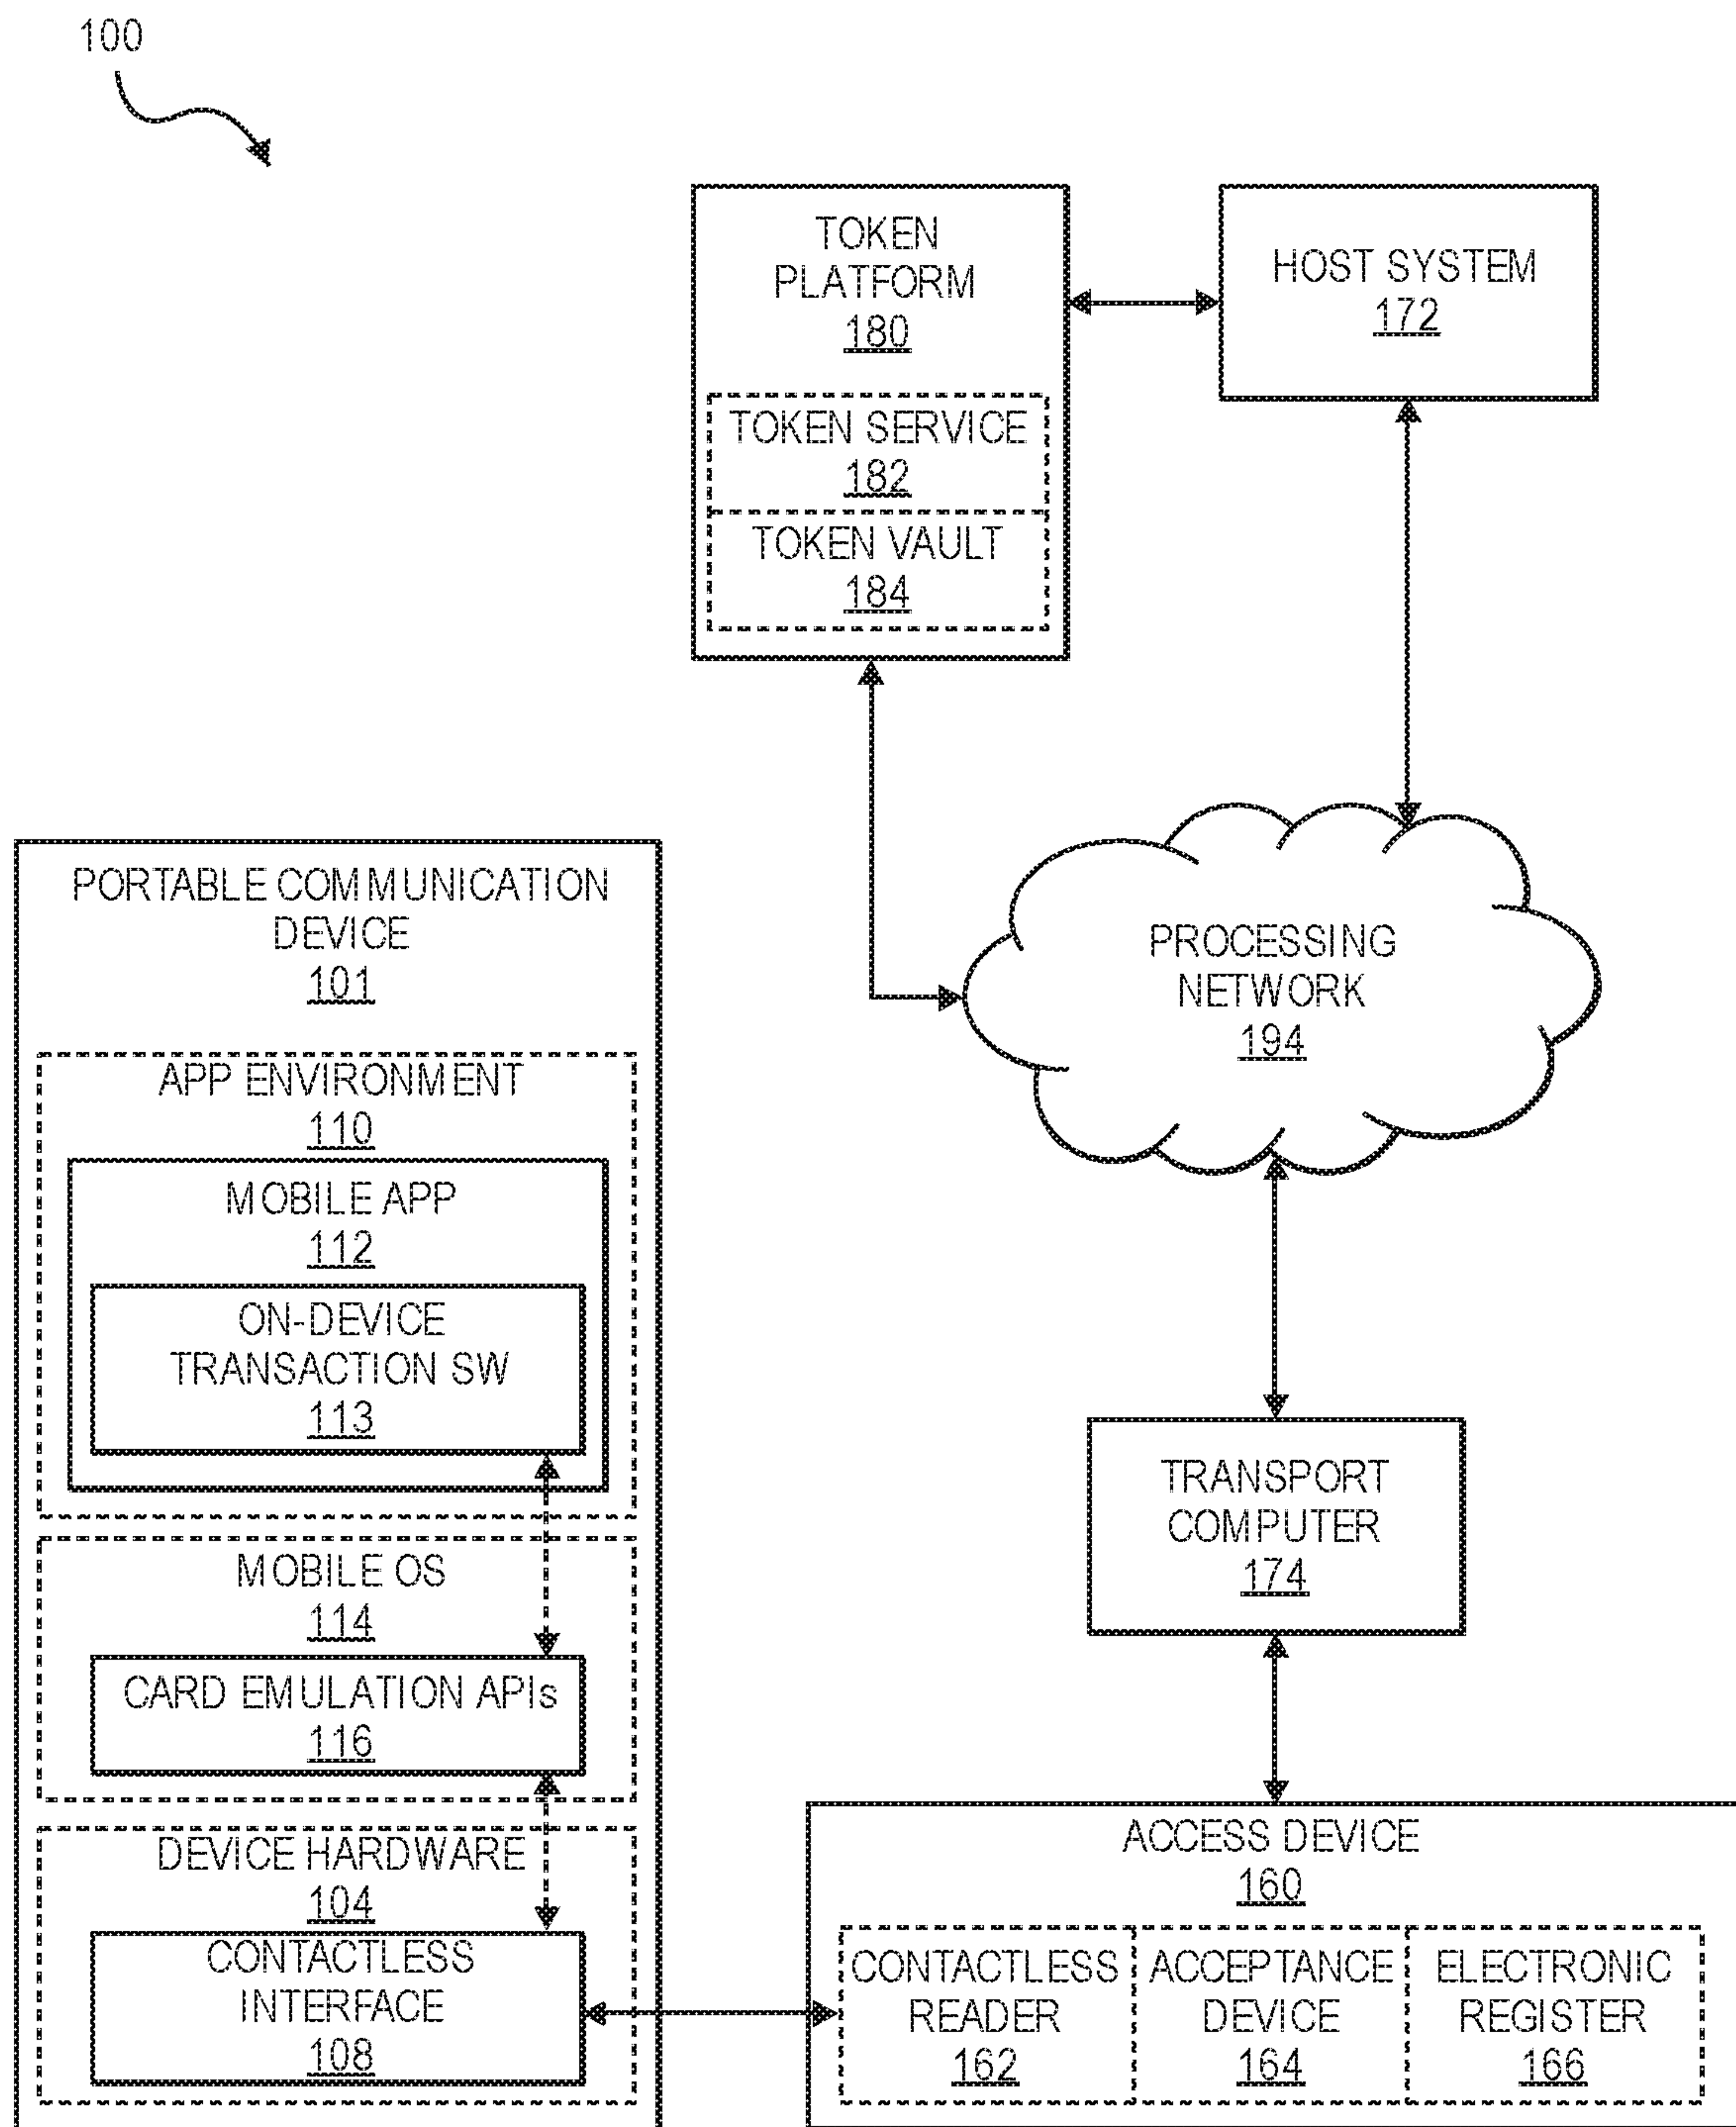 100
TOKEN
PLATFORM
180
TOKEN SERVICE
182
TOKEN VAULT
184
HOST SYSTEM
172
PROCESSING
NETWORK
194
PORTABLE COMMUNICATION
DEVICE
101
APP ENVIRONMENT
110
MOBILE APP
112
ON-DEVICE
TRANSACTION SW
113
MOBILE OS
114
CARD EMULATION APIs
116
DEVICE HARDWARE
104
CONTACTLESS
INTERFACE
108
TRANSPORT
COMPUTER
174
ACCESS DEVICE
160
CONTACTLESS
READER
162
ACCEPTANCE
DEVICE
164
ELECTRONIC
REGISTER
166